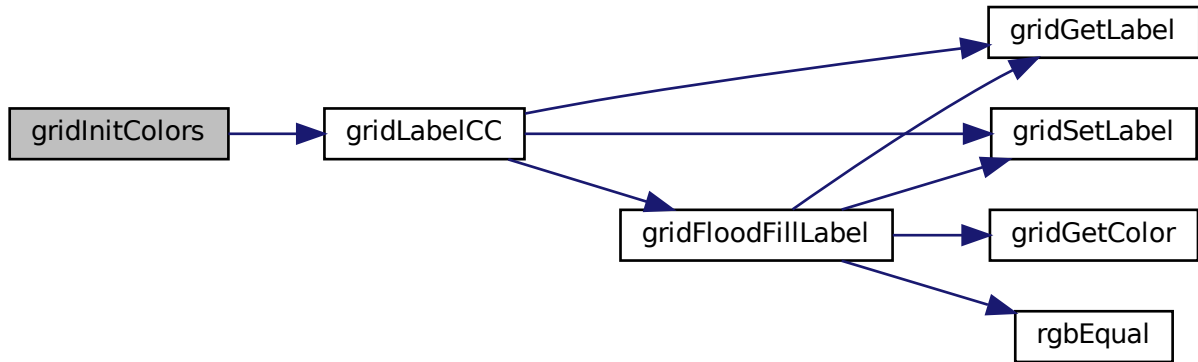 gridInitColors
gridLabelCC
gridGetLabel
gridSetLabel
gridFloodFillLabel
gridGetColor
rgbEqual